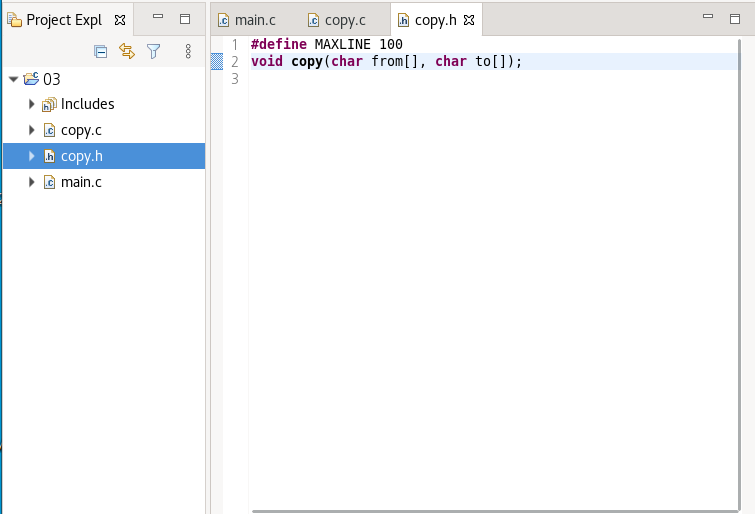 Project Expl
main.c
copy.c
copy.h
03
Includes
copy.c
copy.h
main.c
1 #define MAXLINE 100
2 void copy(char from[], char to[]);
3